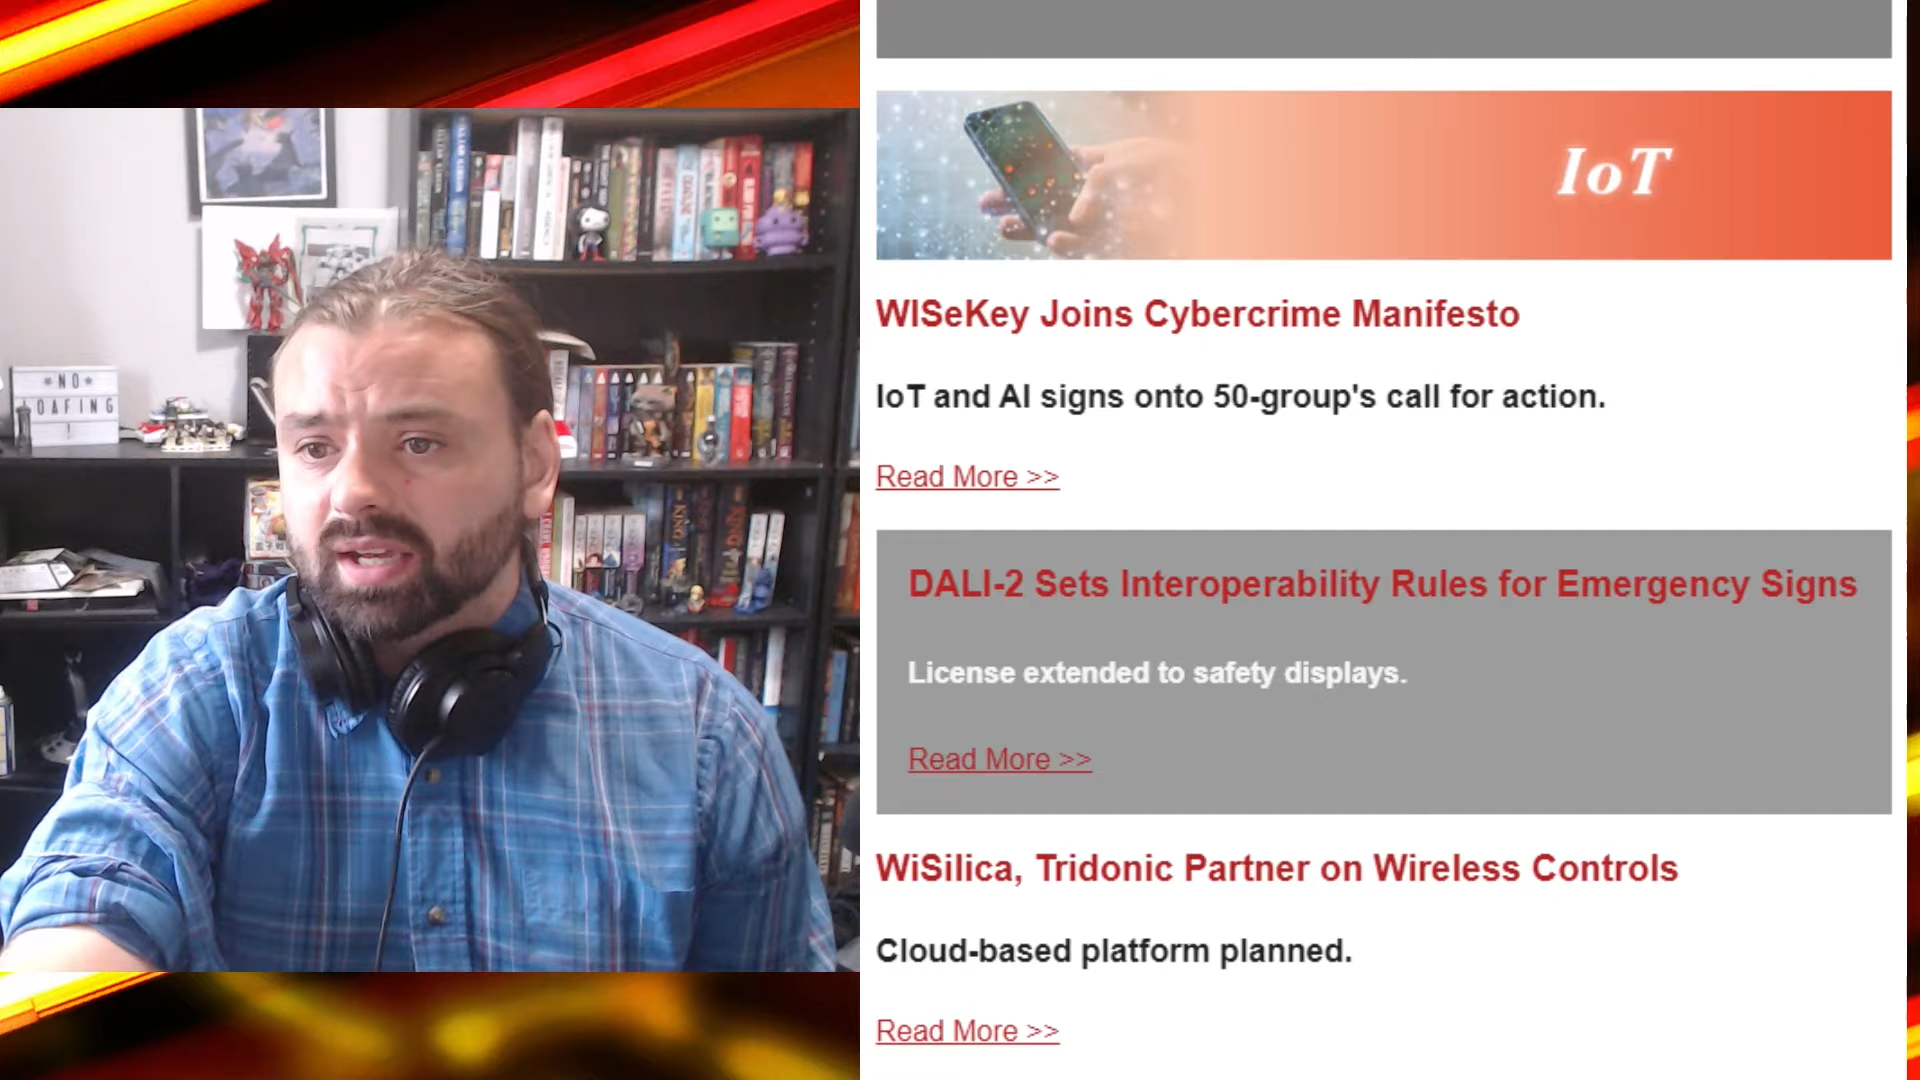 *NO*
OAFING
!
KING
KING
IoT
WISeKey Joins Cybercrime Manifesto
IoT and AI signs onto 50-group's call for action.
Read More >>
DALI-2 Sets Interoperability Rules for Emergency Signs
License extended to safety displays.
Read More >>
WiSilica, Tridonic Partner on Wireless Controls
Cloud-based platform planned.
Read More >>